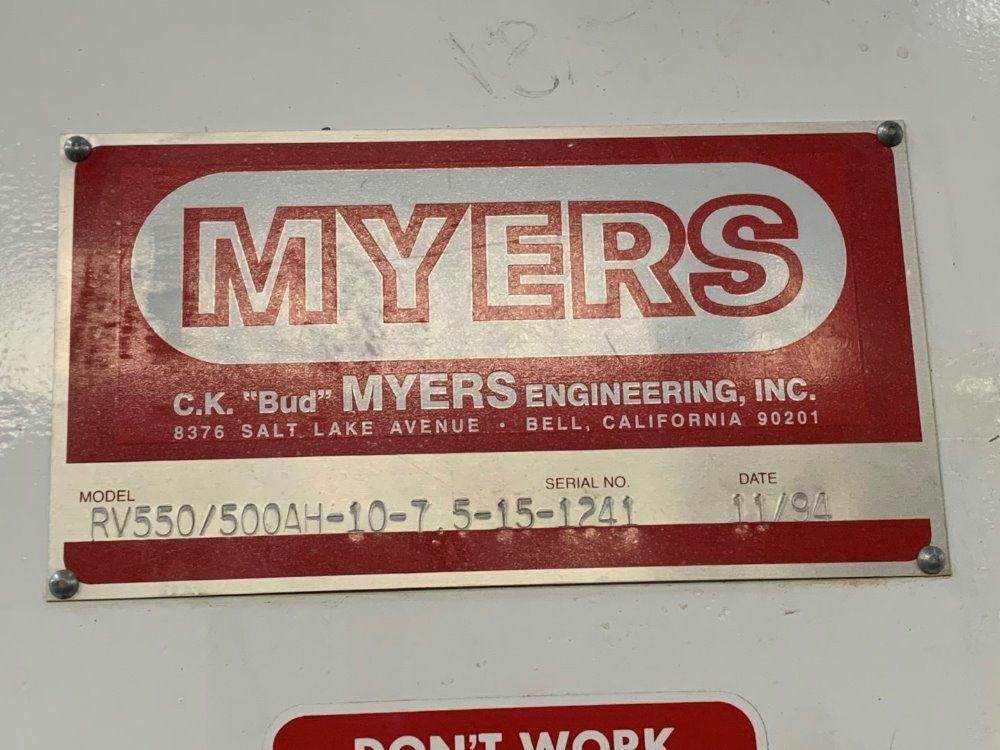 MYERS
C.K. "Bud" MYERS ENGINEERING, INC.
8376 SALT LAKE AVENUE · BELL, CALIFORNIA 90201
MODEL SERIAL NO. DATE
RV550/500AH-10-7.5-15-1241 11/94
DON'T WORK